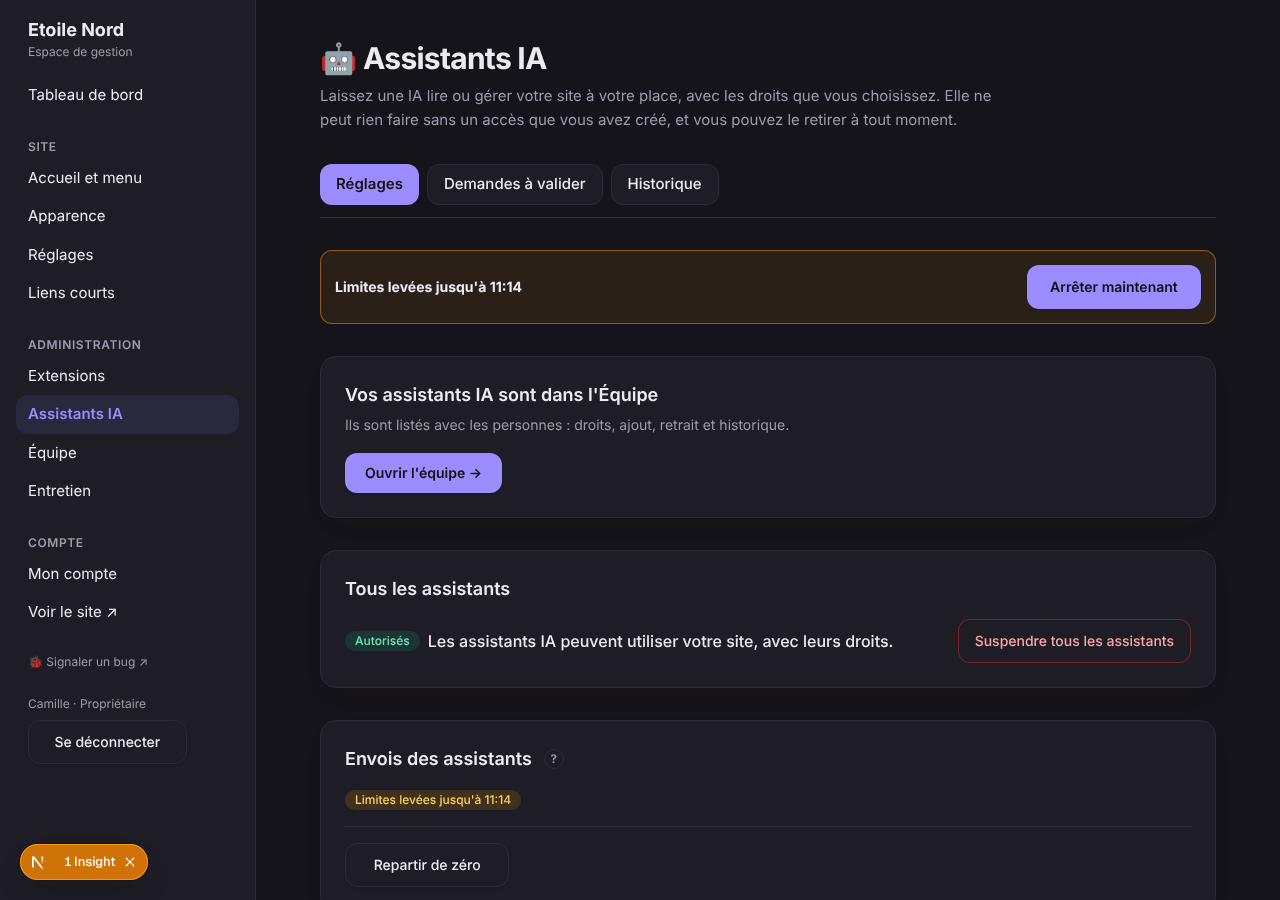 Etoile Nord
Espace de gestion
Tableau de bord
SITE
Accueil et menu
Apparence
Réglages
Liens courts
ADMINISTRATION
Extensions
Assistants IA
Équipe
Entretien
COMPTE
Mon compte
Voir le site ↗
🐞 Signaler un bug ↗
Camille · Propriétaire
Se déconnecter
1 Insight
🤖 Assistants IA
Laissez une IA lire ou gérer votre site à votre place, avec les droits que vous choisissez. Elle ne
peut rien faire sans un accès que vous avez créé, et vous pouvez le retirer à tout moment.
Réglages
Demandes à valider
Historique
Limites levées jusqu'à 11:14
Arrêter maintenant
Vos assistants IA sont dans l'Équipe
Ils sont listés avec les personnes : droits, ajout, retrait et historique.
Ouvrir l'équipe →
Tous les assistants
Autorisés
Les assistants IA peuvent utiliser votre site, avec leurs droits.
Suspendre tous les assistants
Envois des assistants
?
Limites levées jusqu'à 11:14
Repartir de zéro